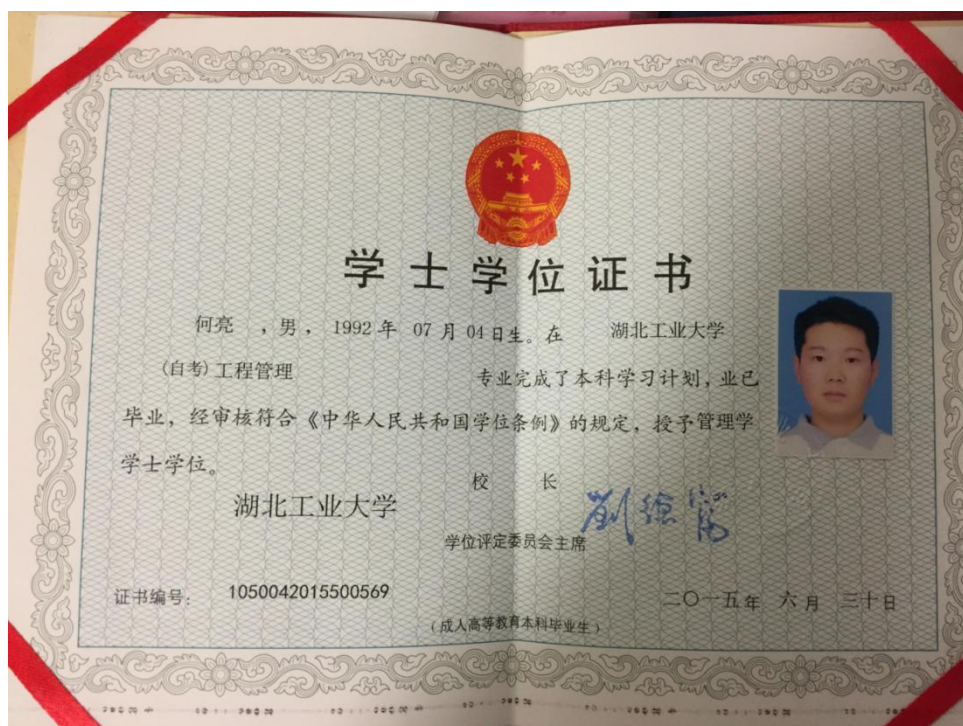 学士学位证书
何亮 ，男， 1992年 07月04日生。在 湖北工业大学
(自考)工程管理 专业完成了本科学习计划，业已
毕业，经审核符合《中华人民共和国学位条例》的规定，授予管理学
学士学位。
校 长
湖北工业大学
学位评定委员会主席
证书编号： 1050042015500569
二〇一五年 六月 三十日
（成人高等教育本科毕业生）